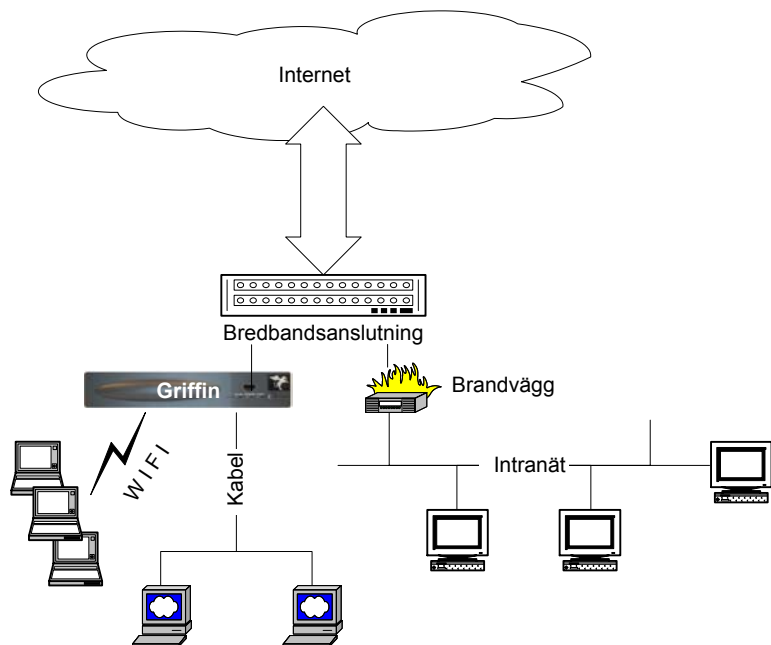 Internet
Bredbandsanslutning
Griffin
Brandvägg
WIFI
Kabel
Intranät